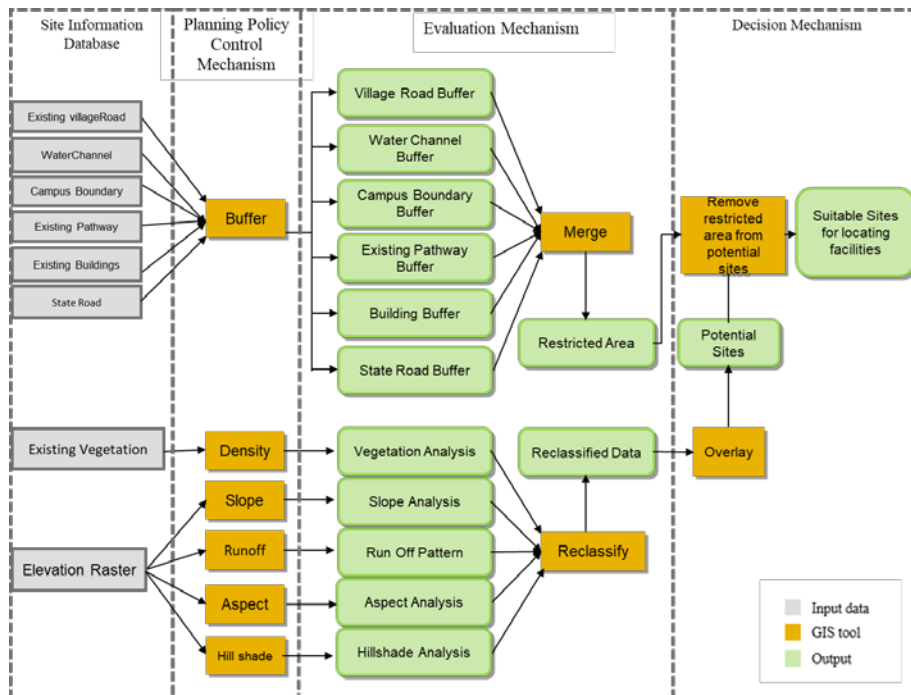 Site Information
Database
Planning Policy
Control
Mechanism
Evaluation Mechanism
Decision Mechanism
Existing villageRoad
WaterChannel
Campus Boundary
Existing Pathway
Existing Buildings
State Road
Buffer
Village Road Buffer
Water Channel
Buffer
Campus Boundary
Buffer
Existing Pathway
Buffer
Building Buffer
State Road Buffer
Merge
Restricted Area
Remove
restricted
area from
potential
sites
Suitable Sites
for locating
facilities
Potential
Sites
Existing Vegetation
Density
Vegetation Analysis
Reclassified Data
Overlay
Elevation Raster
Slope
Slope Analysis
Runoff
Run Off Pattern
Reclassify
Aspect
Aspect Analysis
Hill shade
Hillshade Analysis
Input data
GIS tool
Output